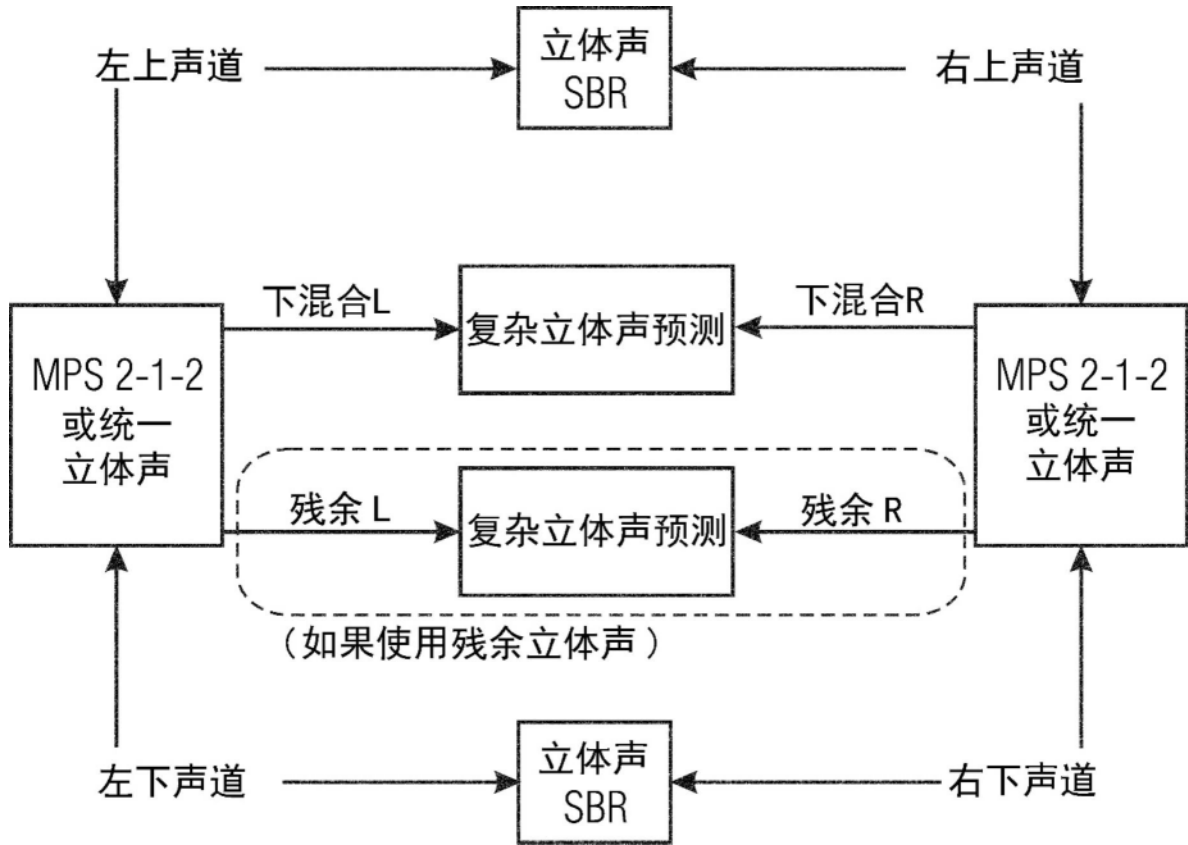 左上声道
立体声
SBR
右上声道
下混合L
复杂立体声预测
下混合R
MPS 2-1-2
或统一
立体声
MPS 2-1-2
或统一
立体声
残余 L
复杂立体声预测
残余 R
（如果使用残余立体声）
左下声道
立体声
SBR
右下声道